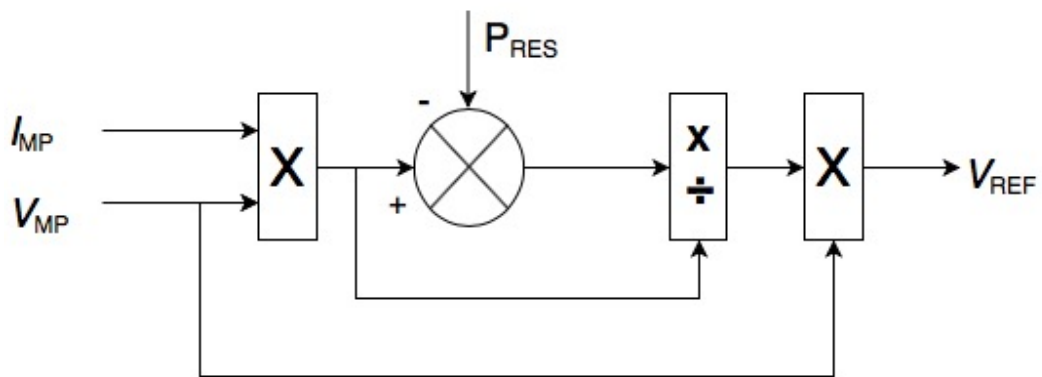 P_RES
-
I_MP
X
x
÷
X
V_REF
V_MP
+